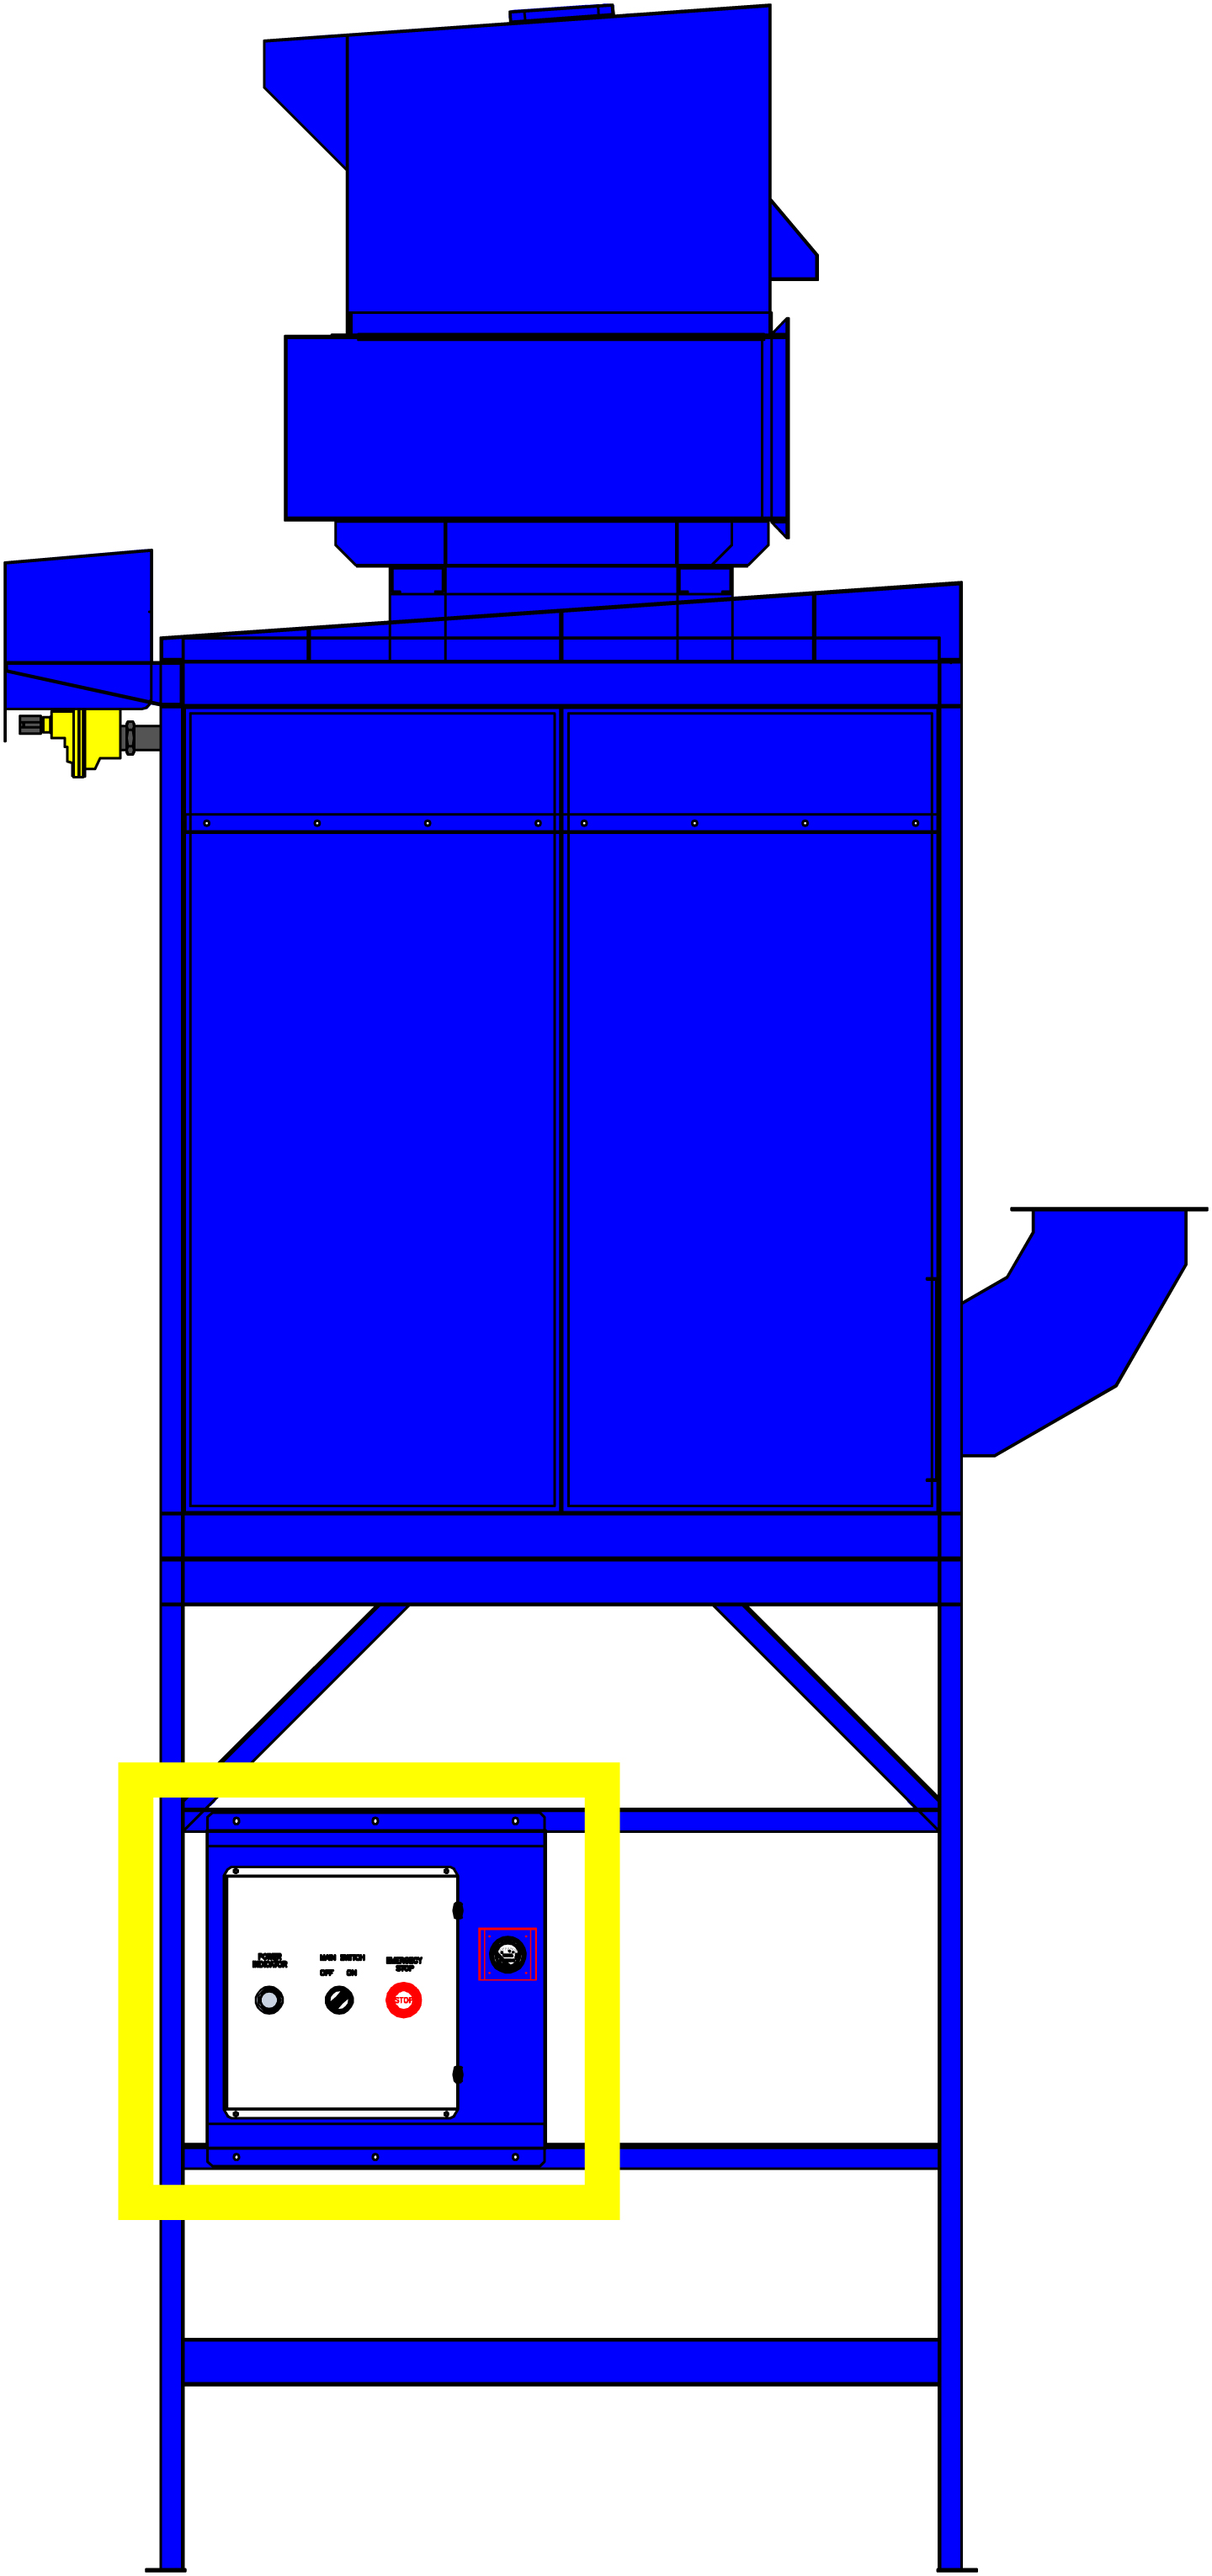 POWER
INDICATOR
MAIN SWITCH
OFF ON
EMERGENCY
STOP
STOP